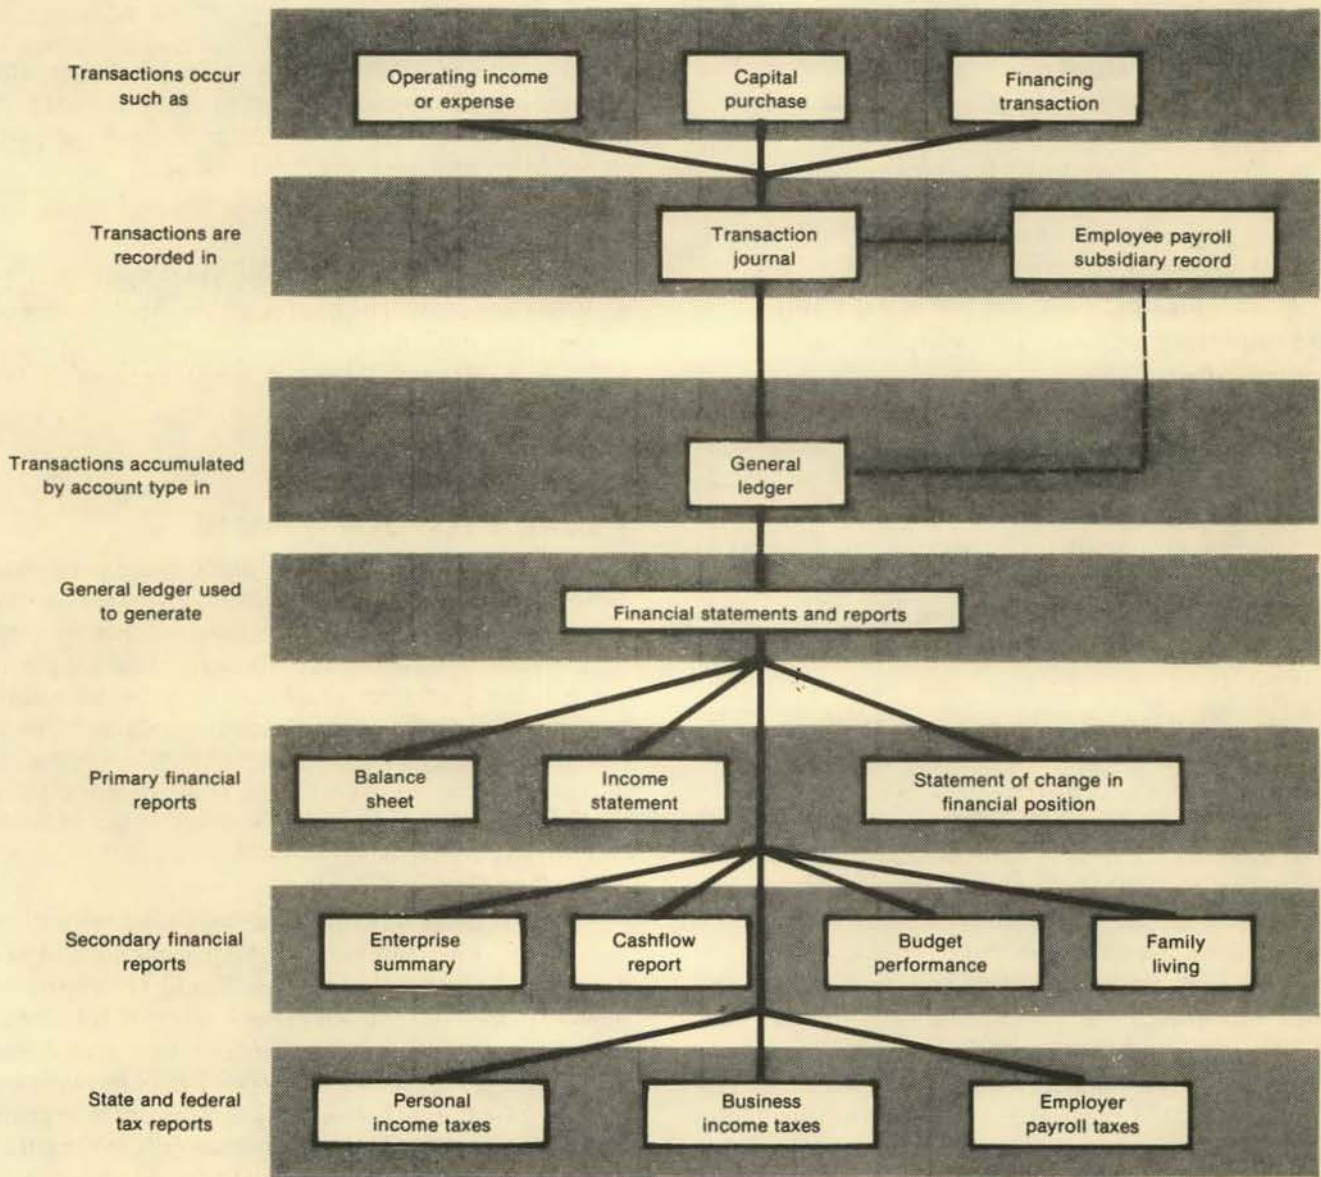 Transactions occur
such as
Operating income
or expense
Capital
purchase
Financing
transaction
Transactions are
recorded in
Transaction
journal
Employee payroll
subsidiary record
Transactions accumulated
by account type in
General
ledger
General ledger used
to generate
Financial statements and reports
Primary financial
reports
Balance
sheet
Income
statement
Statement of change in
financial position
Secondary financial
reports
Enterprise
summary
Cashflow
report
Budget
performance
Family
living
State and federal
tax reports
Personal
income taxes
Business
income taxes
Employer
payroll taxes